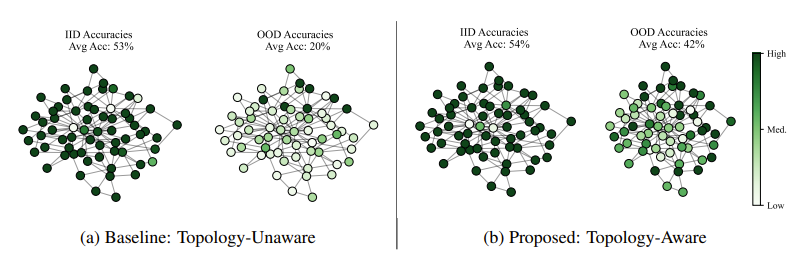 IID Accuracies
Avg Acc: 53%
OOD Accuracies
Avg Acc: 20%
(a) Baseline: Topology-Unaware
IID Accuracies
Avg Acc: 54%
OOD Accuracies
Avg Acc: 42%
(b) Proposed: Topology-Aware
High
Med.
Low